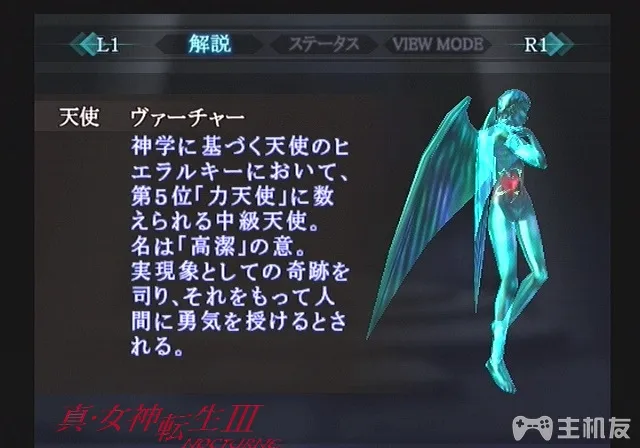 L1 解説 ステータス VIEW MODE R1
天使 ヴァーチャー
神学に基づく天使のヒ
エラルキーにおいて、
第5位「力天使」に数
えられる中級天使。
名は「高潔」の意。
実現象としての奇跡を
司り、それをもって人
間に勇気を授けるとさ
れる。
真・女神転生III
NOCTURNE
主机友